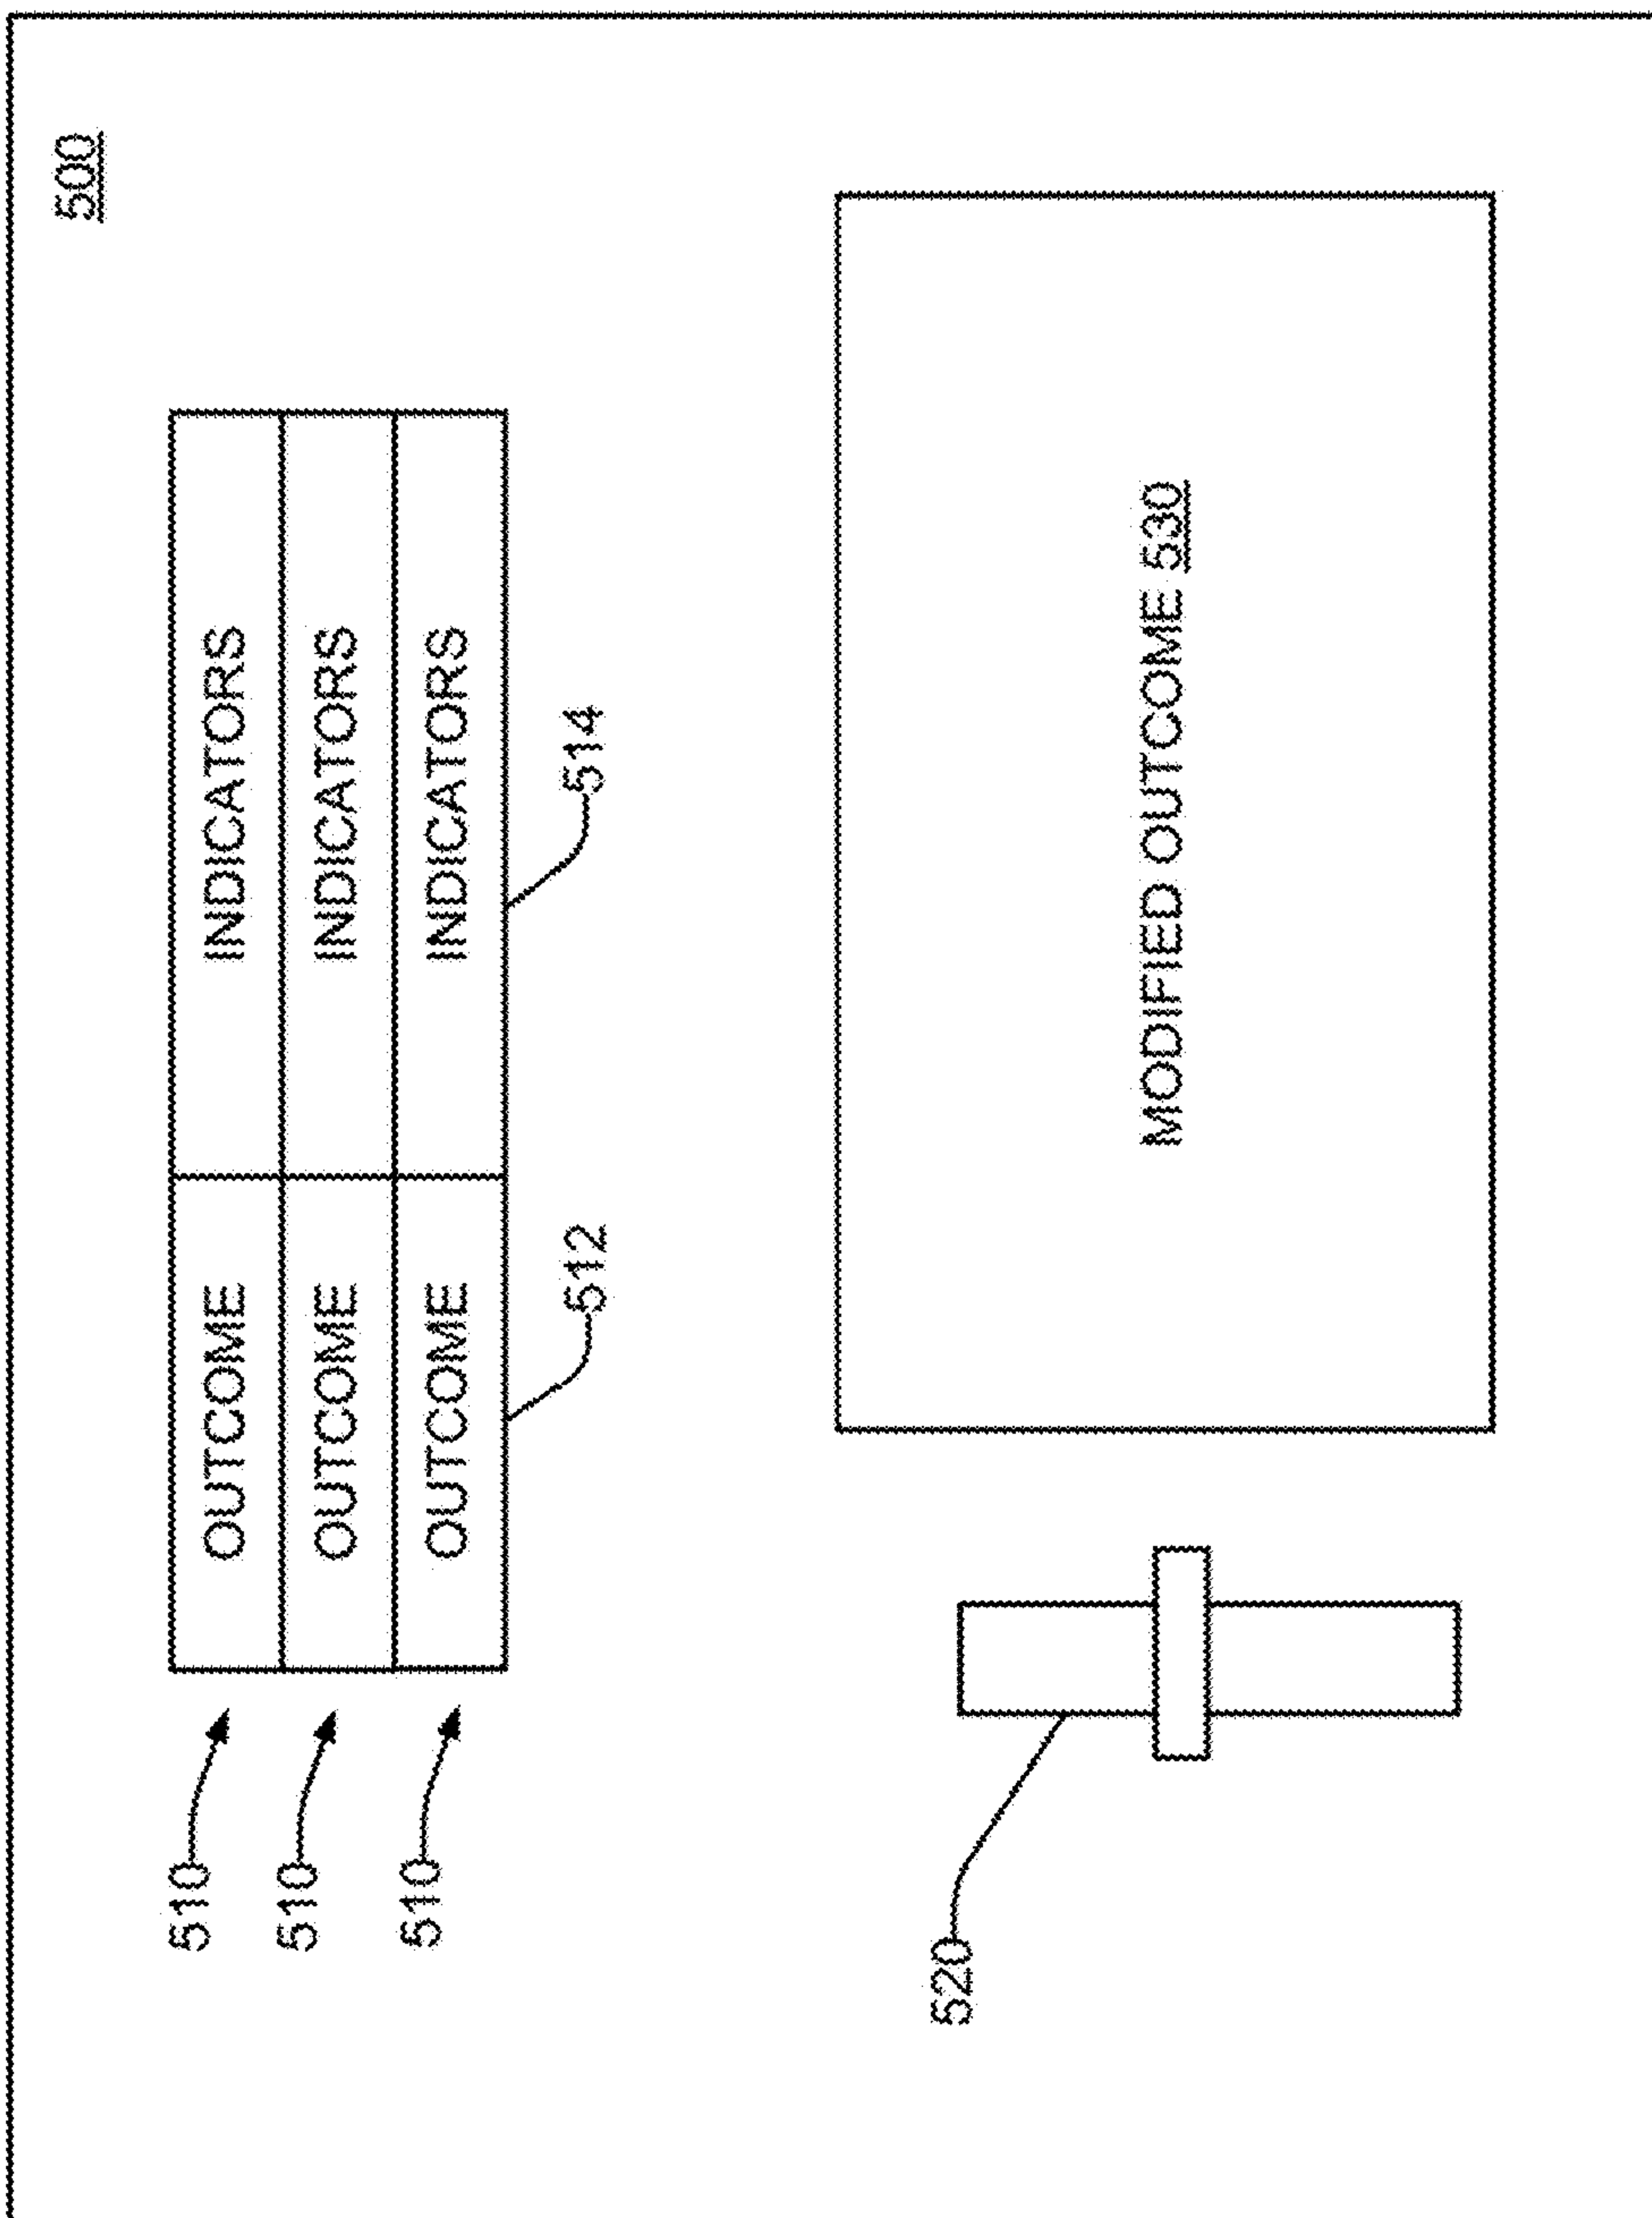 500
510 OUTCOME INDICATORS
510 OUTCOME INDICATORS
510 OUTCOME INDICATORS
512 514
520
MODIFIED OUTCOME 530